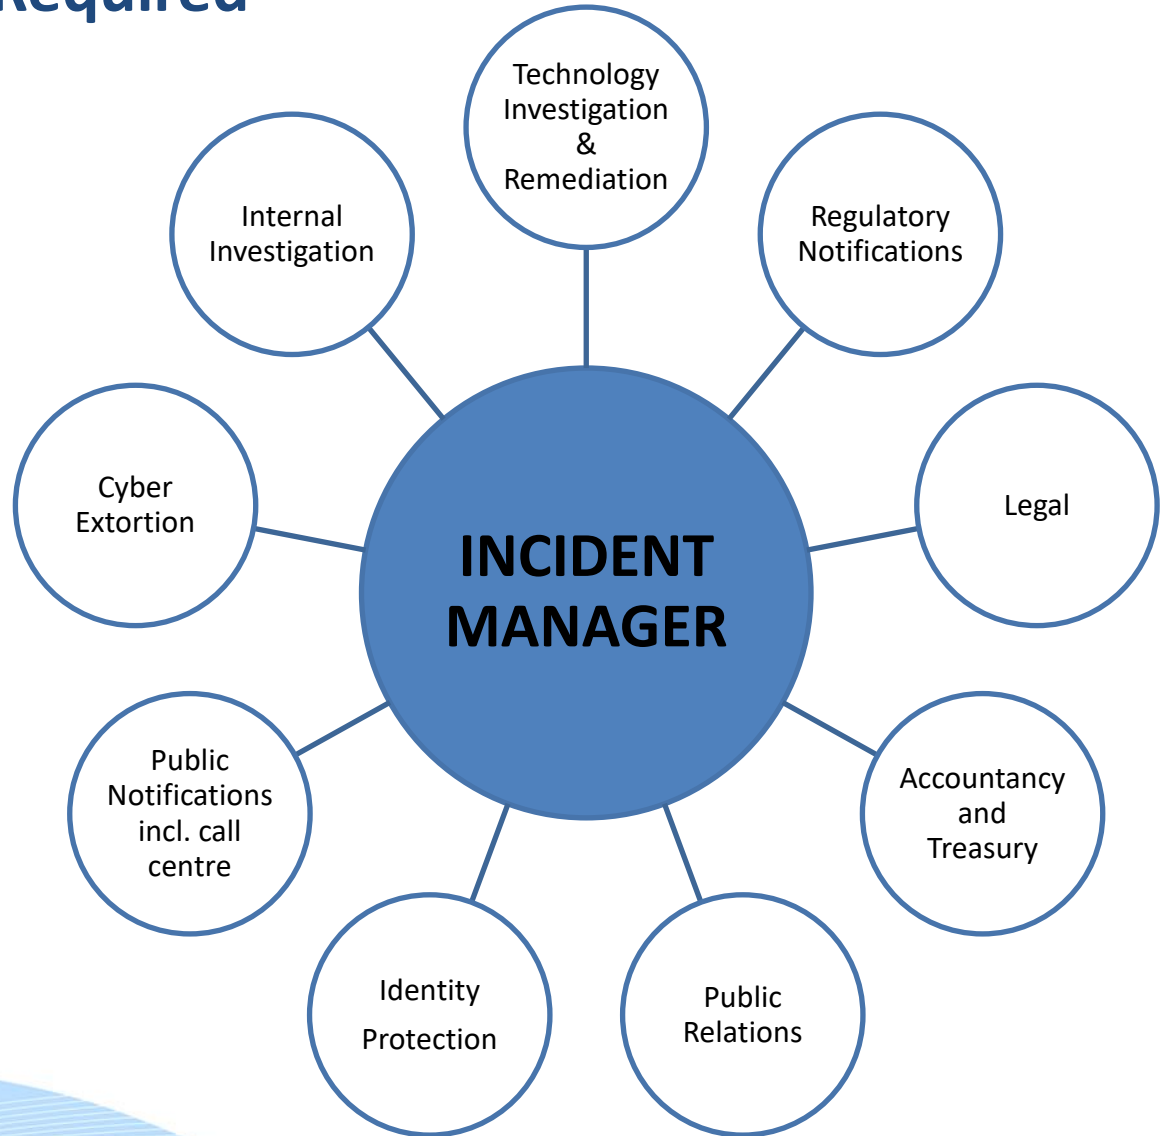 Required
Technology
Investigation
&
Remediation
Regulatory
Notifications
Legal
Accountancy
and
Treasury
Public
Relations
Identity
Protection
Public
Notifications
incl. call
centre
Cyber
Extortion
Internal
Investigation
INCIDENT
MANAGER